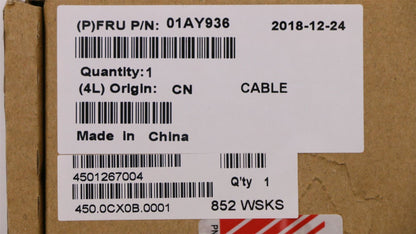 (P)FRU P/N: 01AY936 2018-12-24
Quantity:1
(4L) Origin: CN CABLE
Made in China
4501267004 Q'ty 1
450.0CX0B.0001 852 WSKS
PN